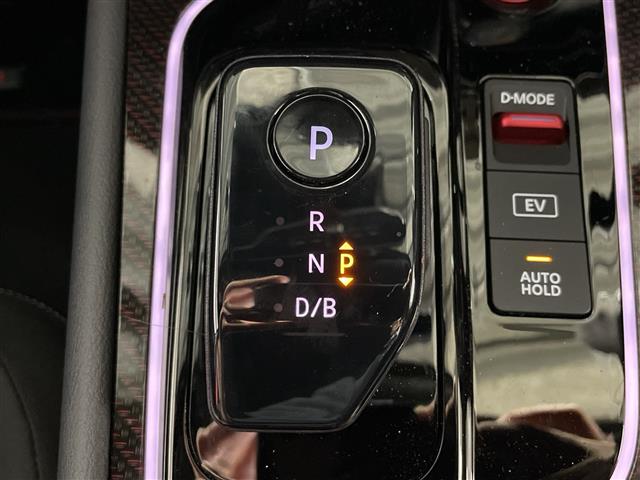 P
R
N P
D/B
D-MODE
EV
AUTO
HOLD